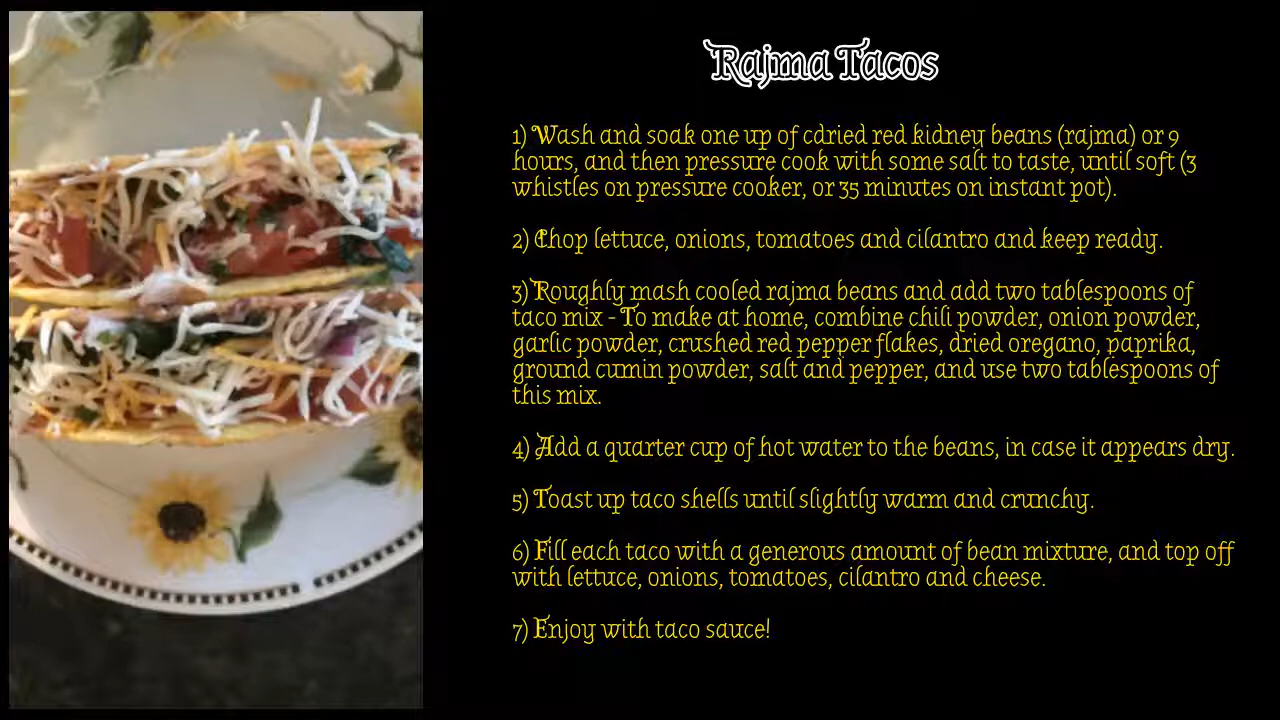 Rajma Tacos
1) Wash and soak one up of cdried red kidney beans (rajma) or 9
hours, and then pressure cook with some salt to taste, until soft (3
whistles on pressure cooker, or 35 minutes on instant pot).
2) Chop lettuce, onions, tomatoes and cilantro and keep ready.
3) Roughly mash cooled rajma beans and add two tablespoons of
taco mix - To make at home, combine chili powder, onion powder,
garlic powder, crushed red pepper flakes, dried oregano, paprika,
ground cumin powder, salt and pepper, and use two tablespoons of
this mix.
4) Add a quarter cup of hot water to the beans, in case it appears dry.
5) Toast up taco shells until slightly warm and crunchy.
6) Fill each taco with a generous amount of bean mixture, and top off
with lettuce, onions, tomatoes, cilantro and cheese.
7) Enjoy with taco sauce!